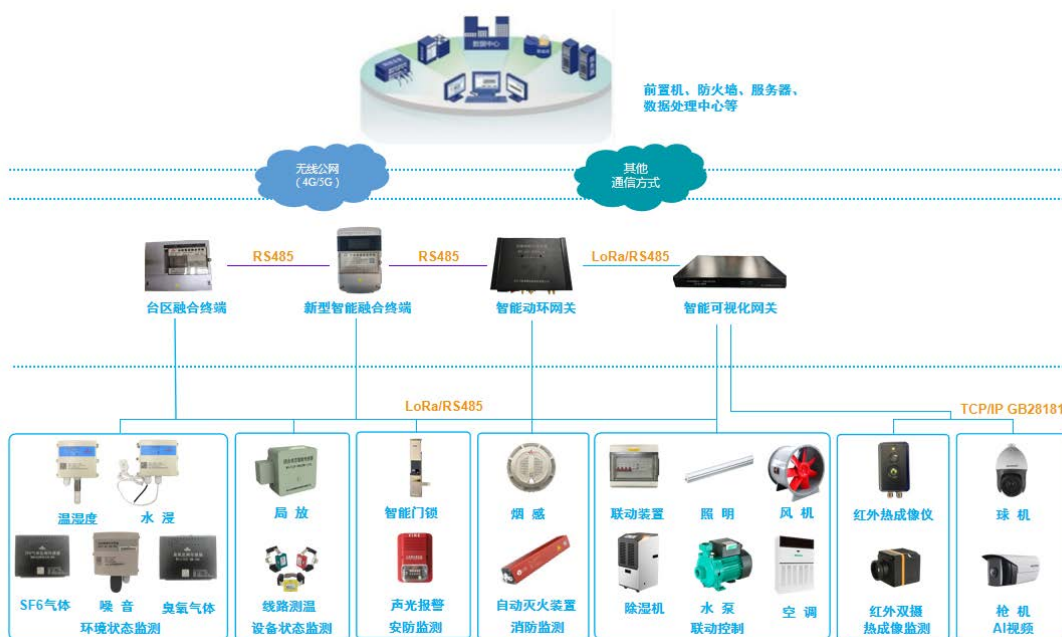 数据中心
前置机、防火墙、服务器、
数据处理中心等
无线公网
（4G/5G）
其他
通信方式
RS485
RS485
LoRa/RS485
台区融合终端
新型智能融合终端
智能动环网关
智能可视化网关
LoRa/RS485
TCP/IP GB28181
温湿度
水 浸
局 放
智能门锁
烟 感
联动装置
照 明
风 机
红外热成像仪
球 机
SF6气体
噪 音
臭氧气体
线路测温
声光报警
自动灭火装置
除湿机
水 泵
空 调
红外双摄
热成像监测
枪 机
环境状态监测
设备状态监测
安防监测
消防监测
联动控制
AI视频